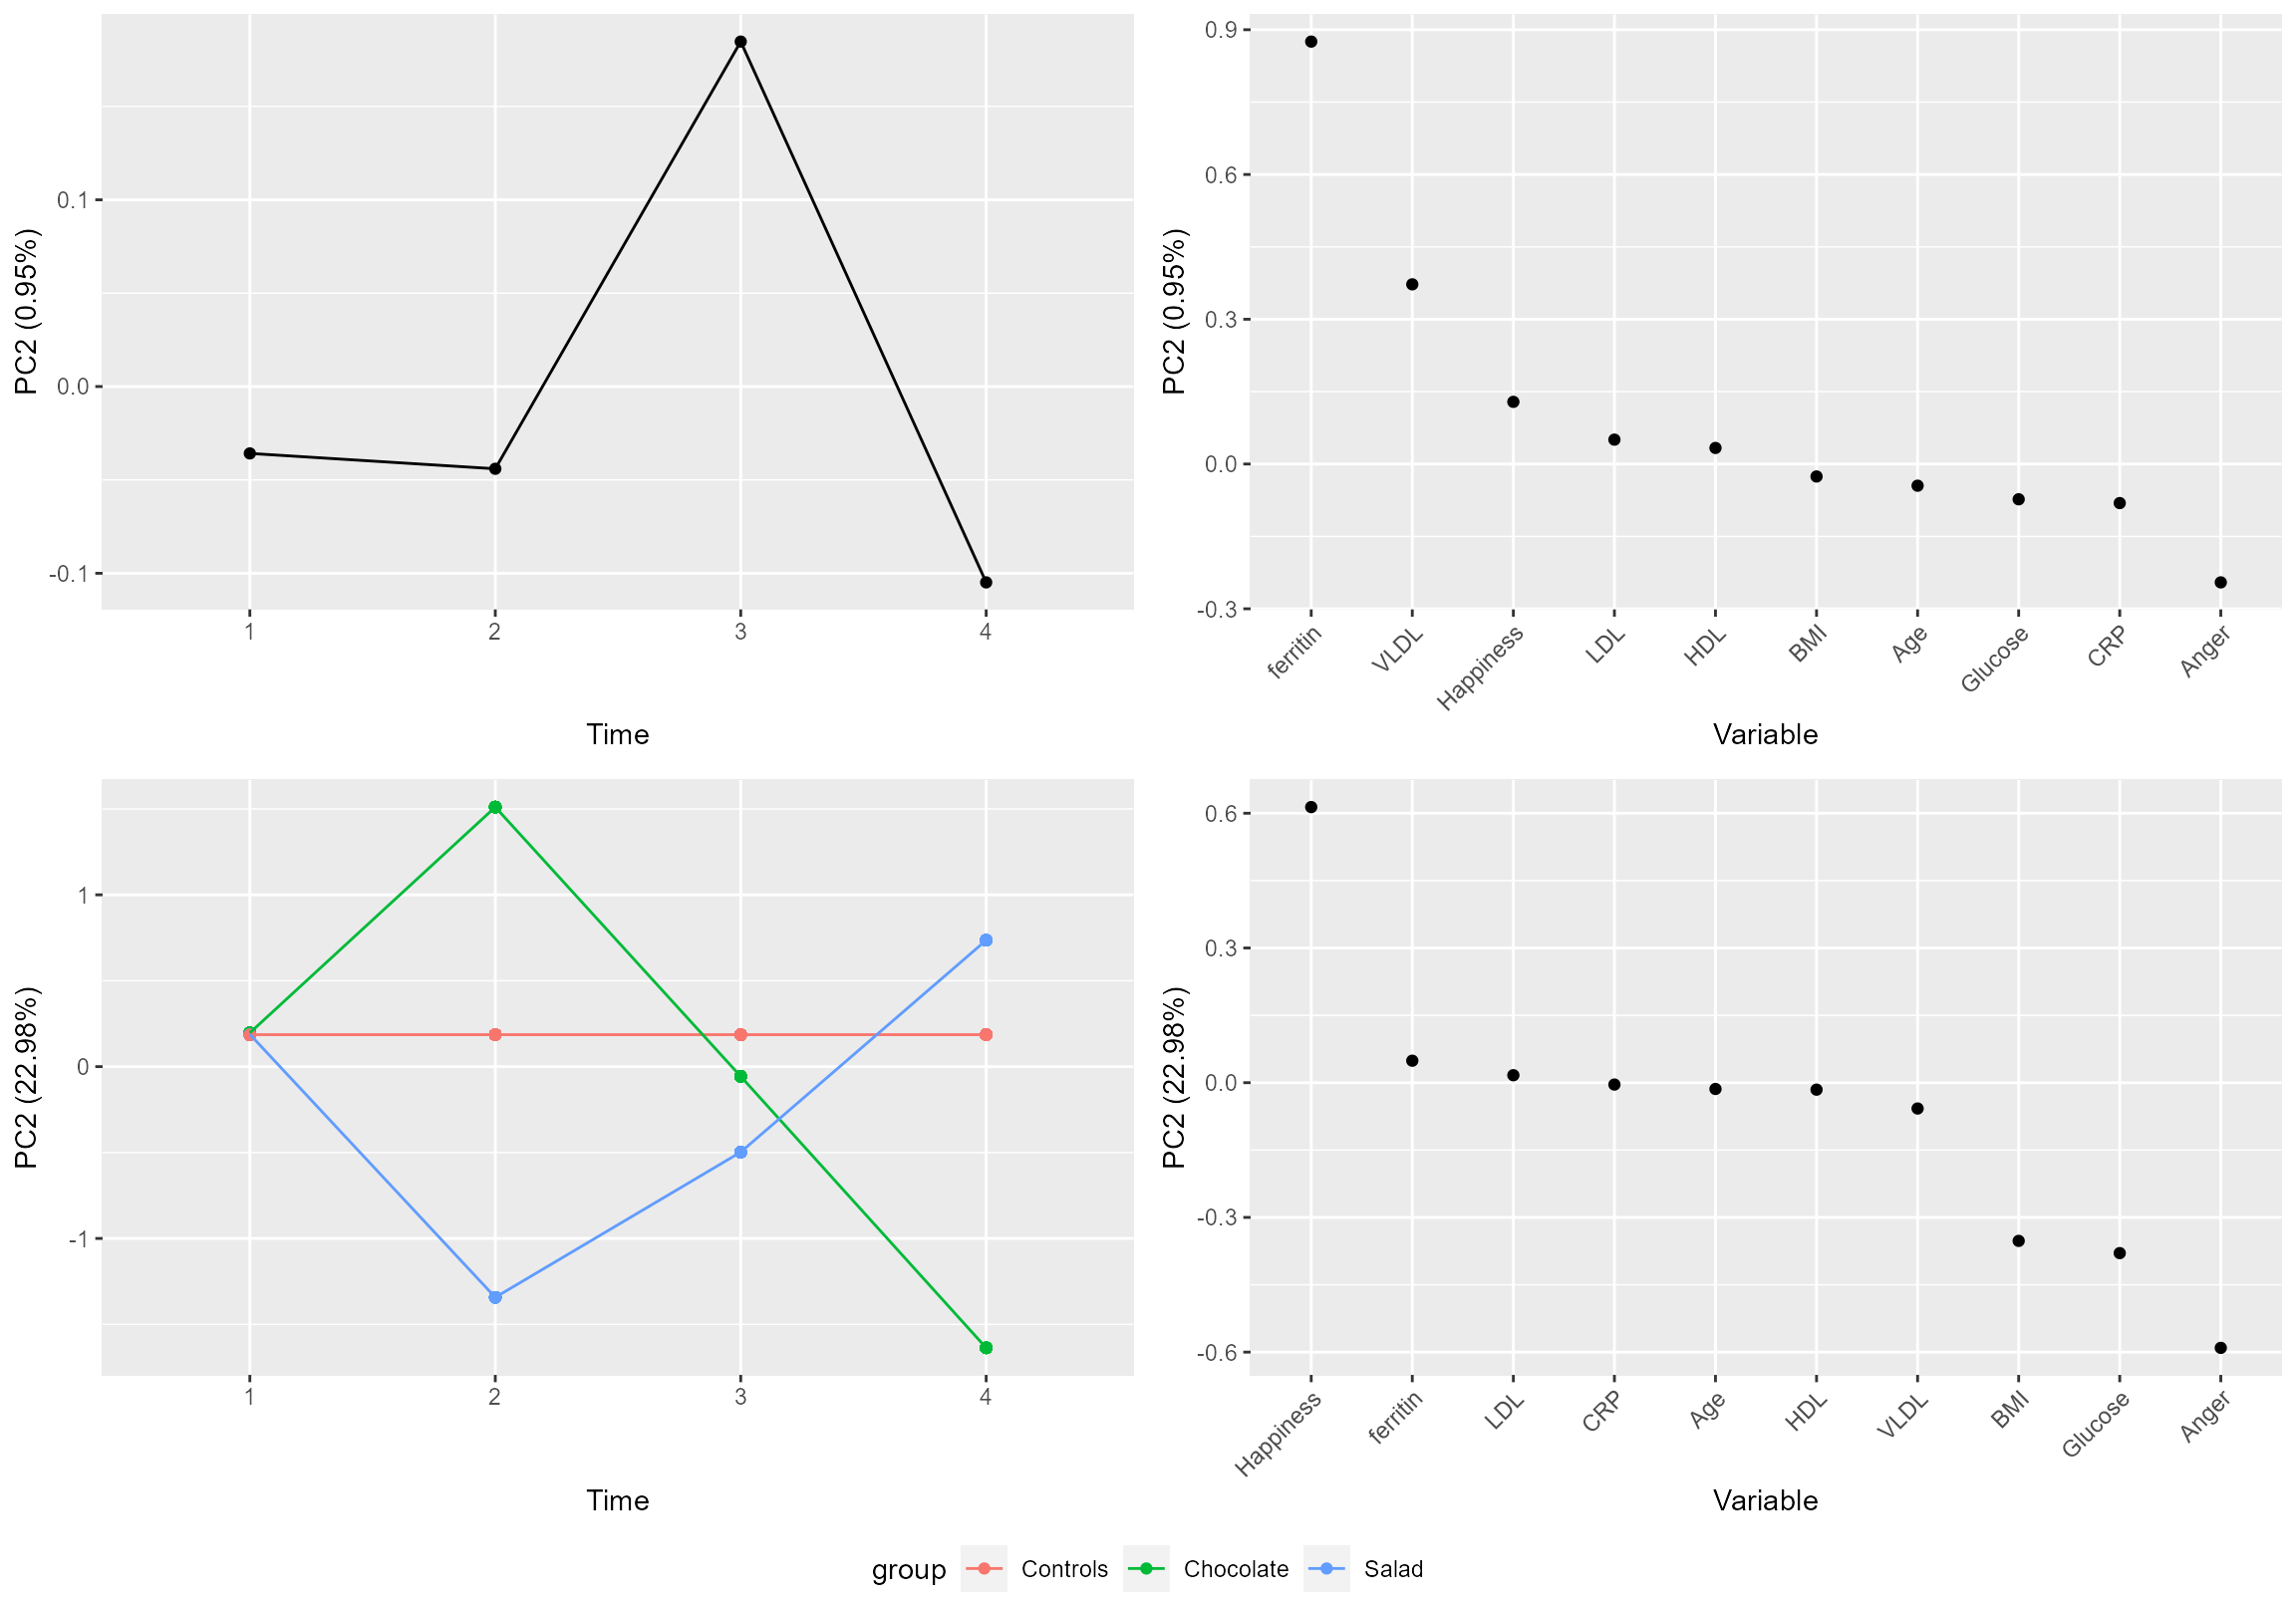 PC2 (0.95%)
0.1
0.0
-0.1
1 2 3 4
Time
PC2 (0.95%)
0.9
0.6
0.3
0.0
-0.3
ferritin VLDL Happiness LDL HDL BMI Age Glucose CRP Anger
Variable
PC2 (22.98%)
1
0
-1
1 2 3 4
Time
PC2 (22.98%)
0.6
0.3
0.0
-0.3
-0.6
Happiness ferritin LDL CRP Age HDL VLDL BMI Glucose Anger
Variable
group Controls Chocolate Salad